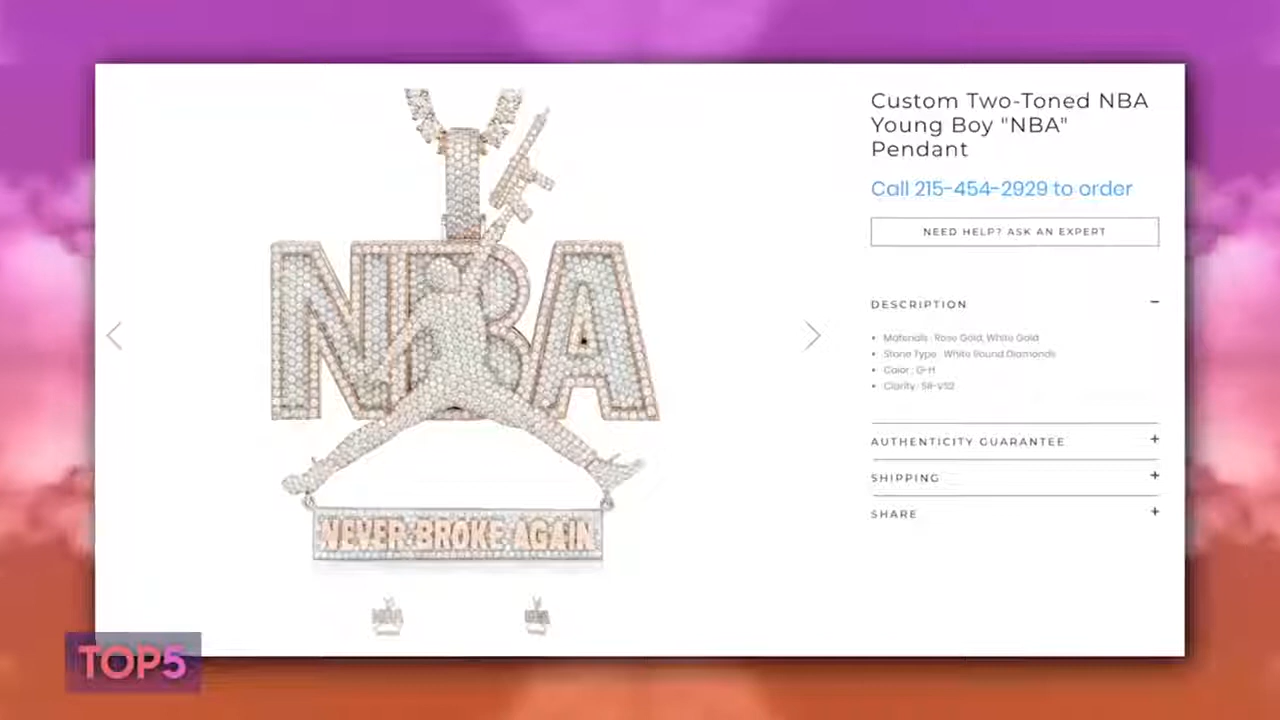 Custom Two-Toned NBA
Young Boy "NBA"
Pendant
Call 215-454-2929 to order
NEED HELP? ASK AN EXPERT
NBA
DESCRIPTION
• Materials : Rose Gold, White Gold
• Stone Type : White Round Diamonds
• Color : G-H
• Clarity :
NEVER BROKE AGAIN
AUTHENTICITY GUARANTEE
SHIPPING
SHARE
TOP5